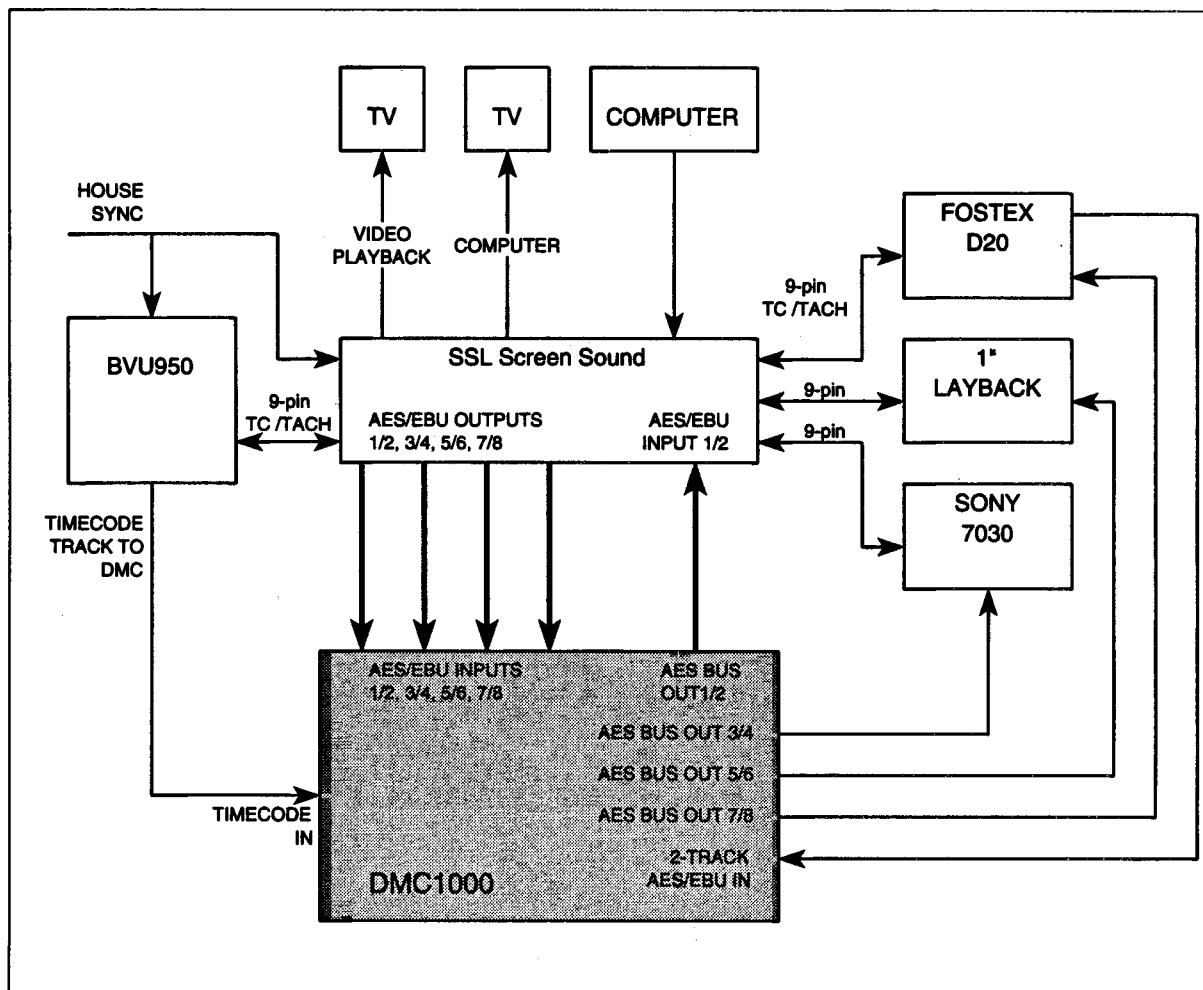 TV
TV
COMPUTER
HOUSE
SYNC
VIDEO
PLAYBACK
COMPUTER
FOSTEX
D20
9-pin
TC /TACH
BVU950
SSL Screen Sound
1"
LAYBACK
9-pin
TC /TACH
AES/EBU OUTPUTS
1/2, 3/4, 5/6, 7/8
AES/EBU
INPUT 1/2
9-pin
9-pin
SONY
7030
TIMECODE
TRACK TO
DMC
AES/EBU INPUTS
1/2, 3/4, 5/6, 7/8
AES BUS
OUT1/2
AES BUS OUT 3/4
AES BUS OUT 5/6
AES BUS OUT 7/8
TIMECODE
IN
2-TRACK
AES/EBU IN
DMC1000